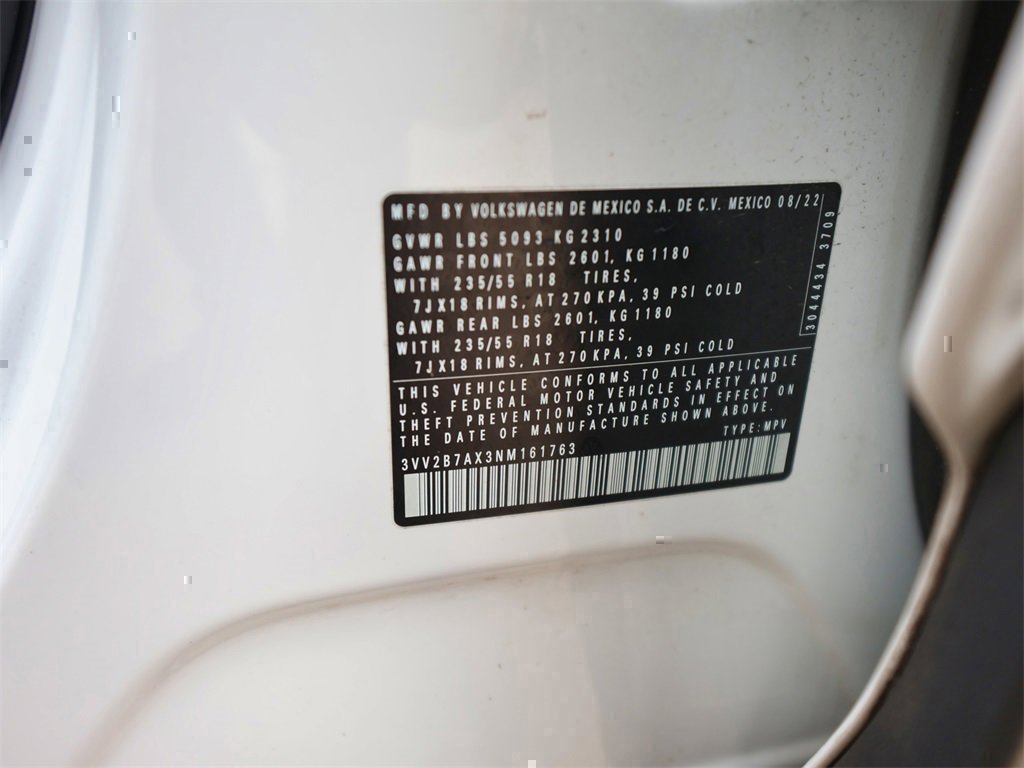 MFD BY VOLKSWAGEN DE MEXICO S.A. DE C.V. MEXICO 08/22
GVWR LBS 5093 KG 2310
GAWR FRONT LBS 2601, KG 1180
WITH 235/55 R18 TIRES,
7JX18 RIMS, AT 270 KPA, 39 PSI COLD
GAWR REAR LBS 2601, KG 1180
WITH 235/55 R18 TIRES,
7JX18 RIMS, AT 270 KPA, 39 PSI COLD
3044434 3709
THIS VEHICLE CONFORMS TO ALL APPLICABLE
U.S. FEDERAL MOTOR VEHICLE SAFETY AND
THEFT PREVENTION STANDARDS IN EFFECT ON
THE DATE OF MANUFACTURE SHOWN ABOVE.
TYPE: MPV
3VV2B7AX3NM161763